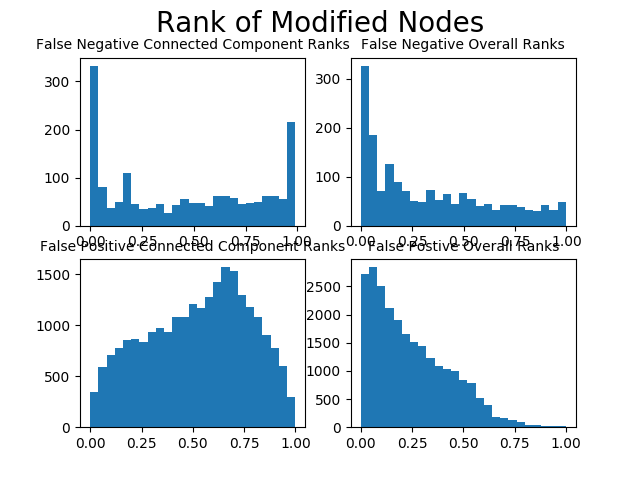 Rank of Modified Nodes
False Negative Connected Component Ranks
False Negative Overall Ranks
300
200
100
0
0.00 0.25 0.50 0.75 1.00
300
200
100
0
0.00 0.25 0.50 0.75 1.00
False Positive Connected Component Ranks
False Postive Overall Ranks
1500
1000
500
0
0.00 0.25 0.50 0.75 1.00
2500
2000
1500
1000
500
0
0.00 0.25 0.50 0.75 1.00